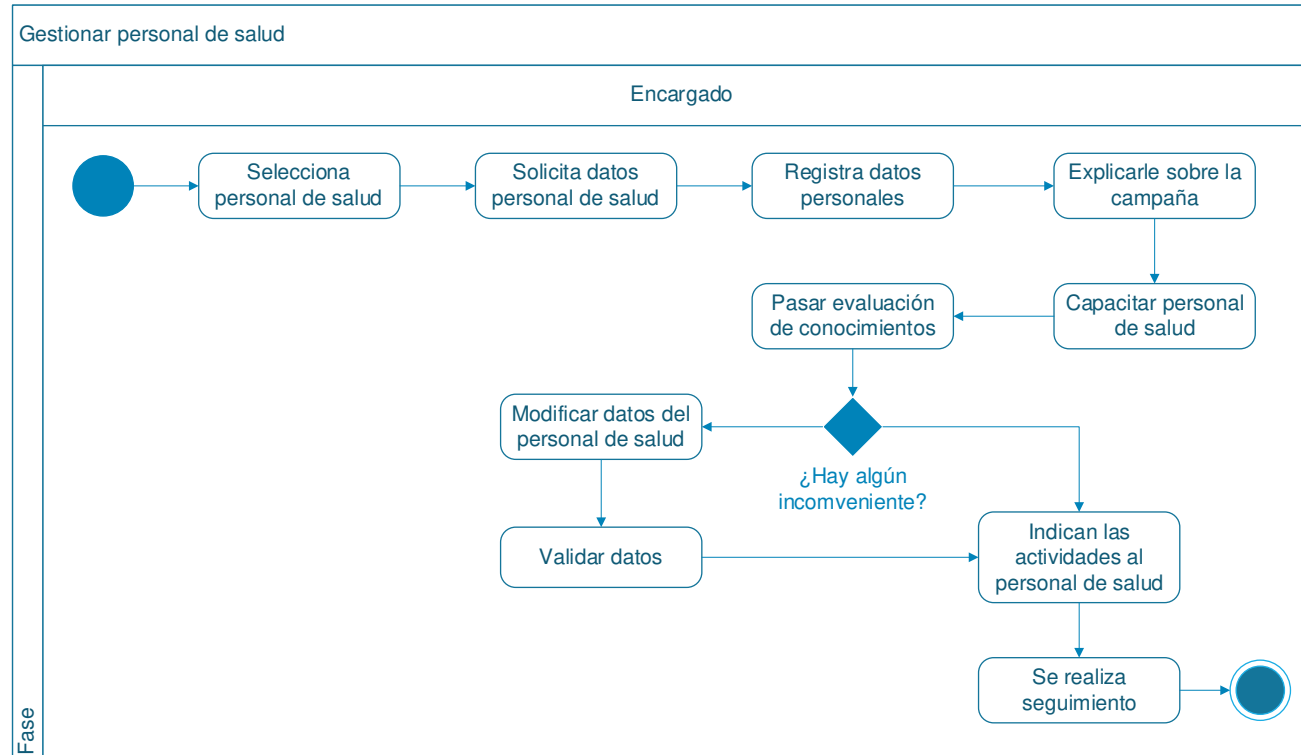 Gestionar personal de salud
Encargado
Selecciona
personal de salud
Solicita datos
personal de salud
Registra datos
personales
Explicarle sobre la
campaña
Pasar evaluación
de conocimientos
Capacitar personal
de salud
Modificar datos del
personal de salud
¿Hay algún
incomveniente?
Validar datos
Indican las
actividades al
personal de salud
Se realiza
seguimiento
Fase